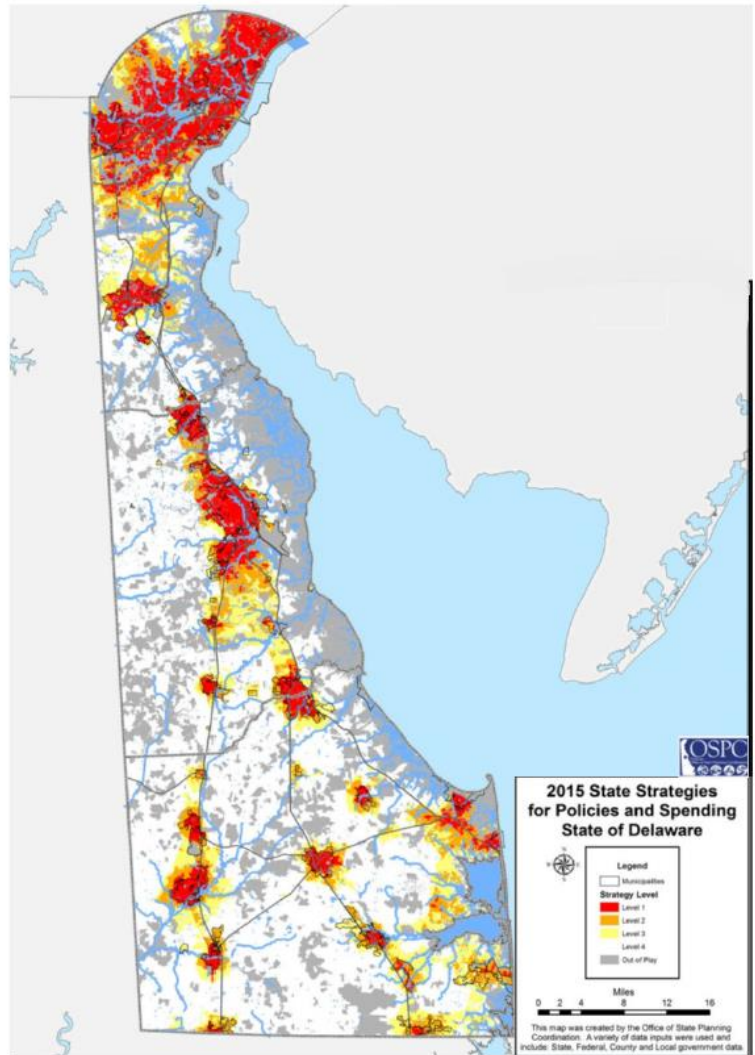 OSPC
2015 State Strategies
for Policies and Spending
State of Delaware
Legend
Municipalities
Strategy Level
Level 1
Level 2
Level 3
Level 4
Out of Play
Miles
0 2 4 8 12 16
This map was created by the Office of State Planning
Coordination. A variety of data inputs were used and
include: State, Federal, County and Local government data